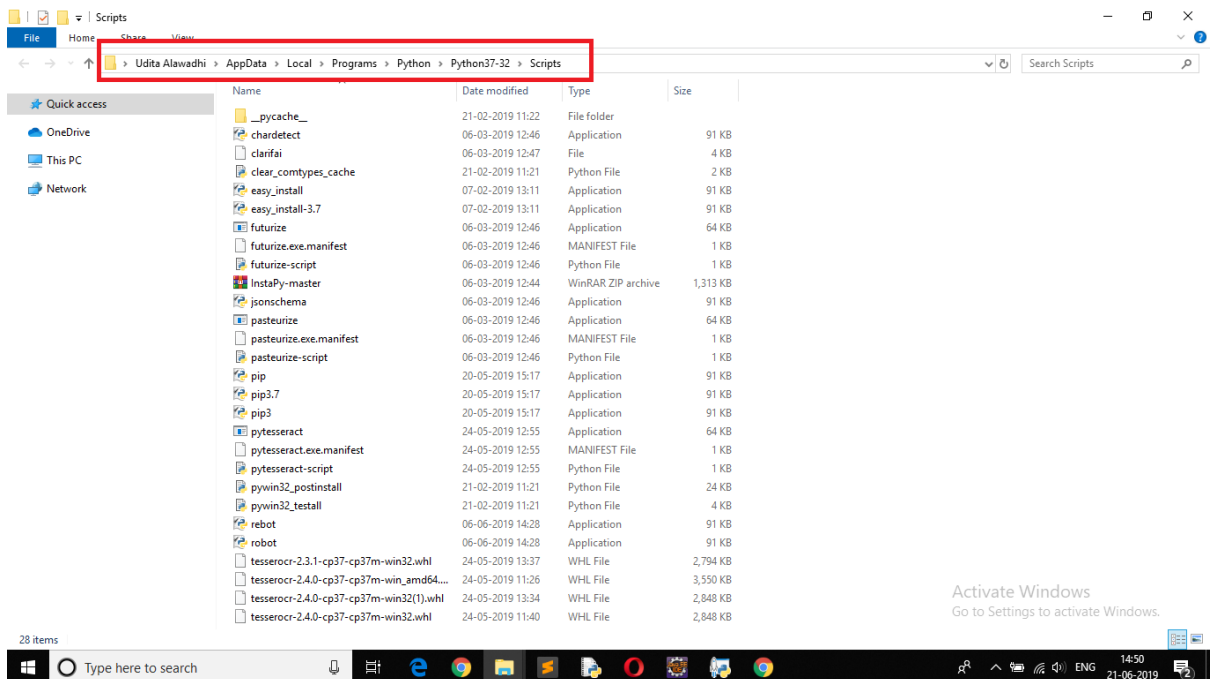 Scripts
File Home Share View
Udita Alawadhi > AppData > Local > Programs > Python > Python37-32 > Scripts
Search Scripts
Name Date modified Type Size
Quick access
OneDrive
This PC
Network
__pycache__ 21-02-2019 11:22 File folder
chardetect 06-03-2019 12:46 Application 91 KB
clarifai 06-03-2019 12:47 File 4 KB
clear_comtypes_cache 21-02-2019 11:21 Python File 2 KB
easy_install 07-02-2019 13:11 Application 91 KB
easy_install-3.7 07-02-2019 13:11 Application 91 KB
futurize 06-03-2019 12:46 Application 64 KB
futurize.exe.manifest 06-03-2019 12:46 MANIFEST File 1 KB
futurize-script 06-03-2019 12:46 Python File 1 KB
InstaPy-master 06-03-2019 12:44 WinRAR ZIP archive 1,313 KB
jsonschema 06-03-2019 12:46 Application 91 KB
pasteurize 06-03-2019 12:46 Application 64 KB
pasteurize.exe.manifest 06-03-2019 12:46 MANIFEST File 1 KB
pasteurize-script 06-03-2019 12:46 Python File 1 KB
pip 20-05-2019 15:17 Application 91 KB
pip3.7 20-05-2019 15:17 Application 91 KB
pip3 20-05-2019 15:17 Application 91 KB
pytesseract 24-05-2019 12:55 Application 64 KB
pytesseract.exe.manifest 24-05-2019 12:55 MANIFEST File 1 KB
pytesseract-script 24-05-2019 12:55 Python File 1 KB
pywin32_postinstall 21-02-2019 11:21 Python File 24 KB
pywin32_testall 21-02-2019 11:21 Python File 4 KB
rebot 06-06-2019 14:28 Application 91 KB
robot 06-06-2019 14:28 Application 91 KB
tesserocr-2.3.1-cp37-cp37m-win32.whl 24-05-2019 13:37 WHL File 2,794 KB
tesserocr-2.4.0-cp37-cp37m-win_amd64.... 24-05-2019 11:26 WHL File 3,550 KB
tesserocr-2.4.0-cp37-cp37m-win32(1).whl 24-05-2019 13:34 WHL File 2,848 KB
tesserocr-2.4.0-cp37-cp37m-win32.whl 24-05-2019 11:40 WHL File 2,848 KB
Activate Windows
Go to Settings to activate Windows.
28 items
Type here to search
ENG
14:50
21-06-2019
2